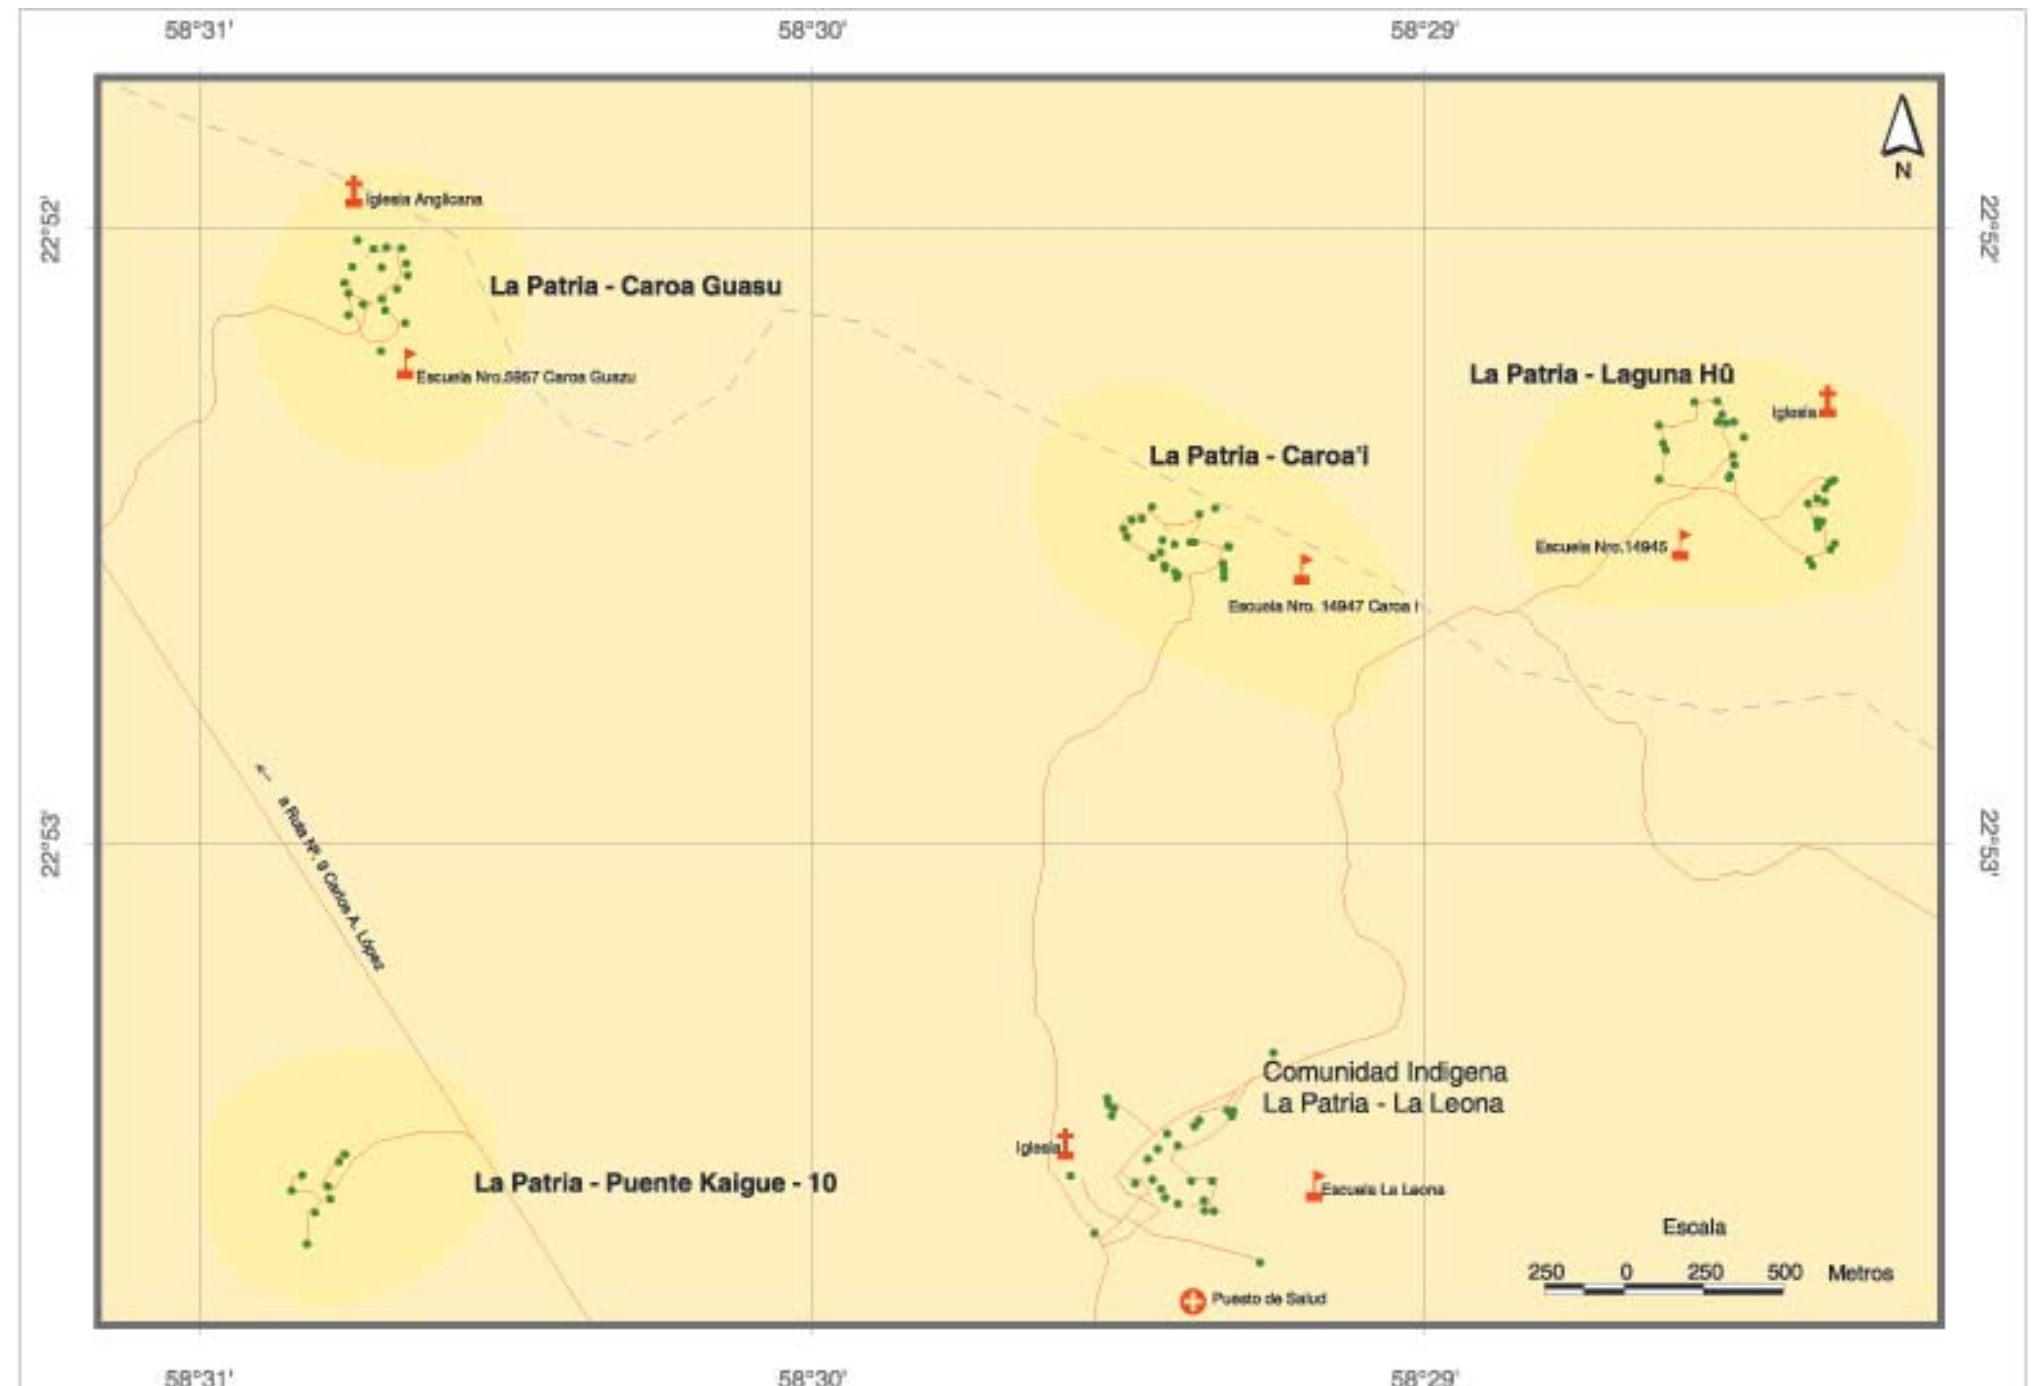 58°31'
58°30'
58°29'
22°52'
22°52'
N
Iglesia Anglicana
La Patria - Caroa Guasu
Escuela Nro.5957 Caroa Guazu
La Patria - Laguna Hû
Iglesia
La Patria - Caroa'i
Escuela Nro.14945
Escuela Nro. 14947 Caroa I
a Ruta Nº. 9 Carlos A. López
22°53'
22°53'
Comunidad Indigena
La Patria - La Leona
Iglesia
La Patria - Puente Kaigue - 10
Escuela La Leona
Escala
250 0 250 500 Metros
Puesto de Salud
58°31'
58°30'
58°29'